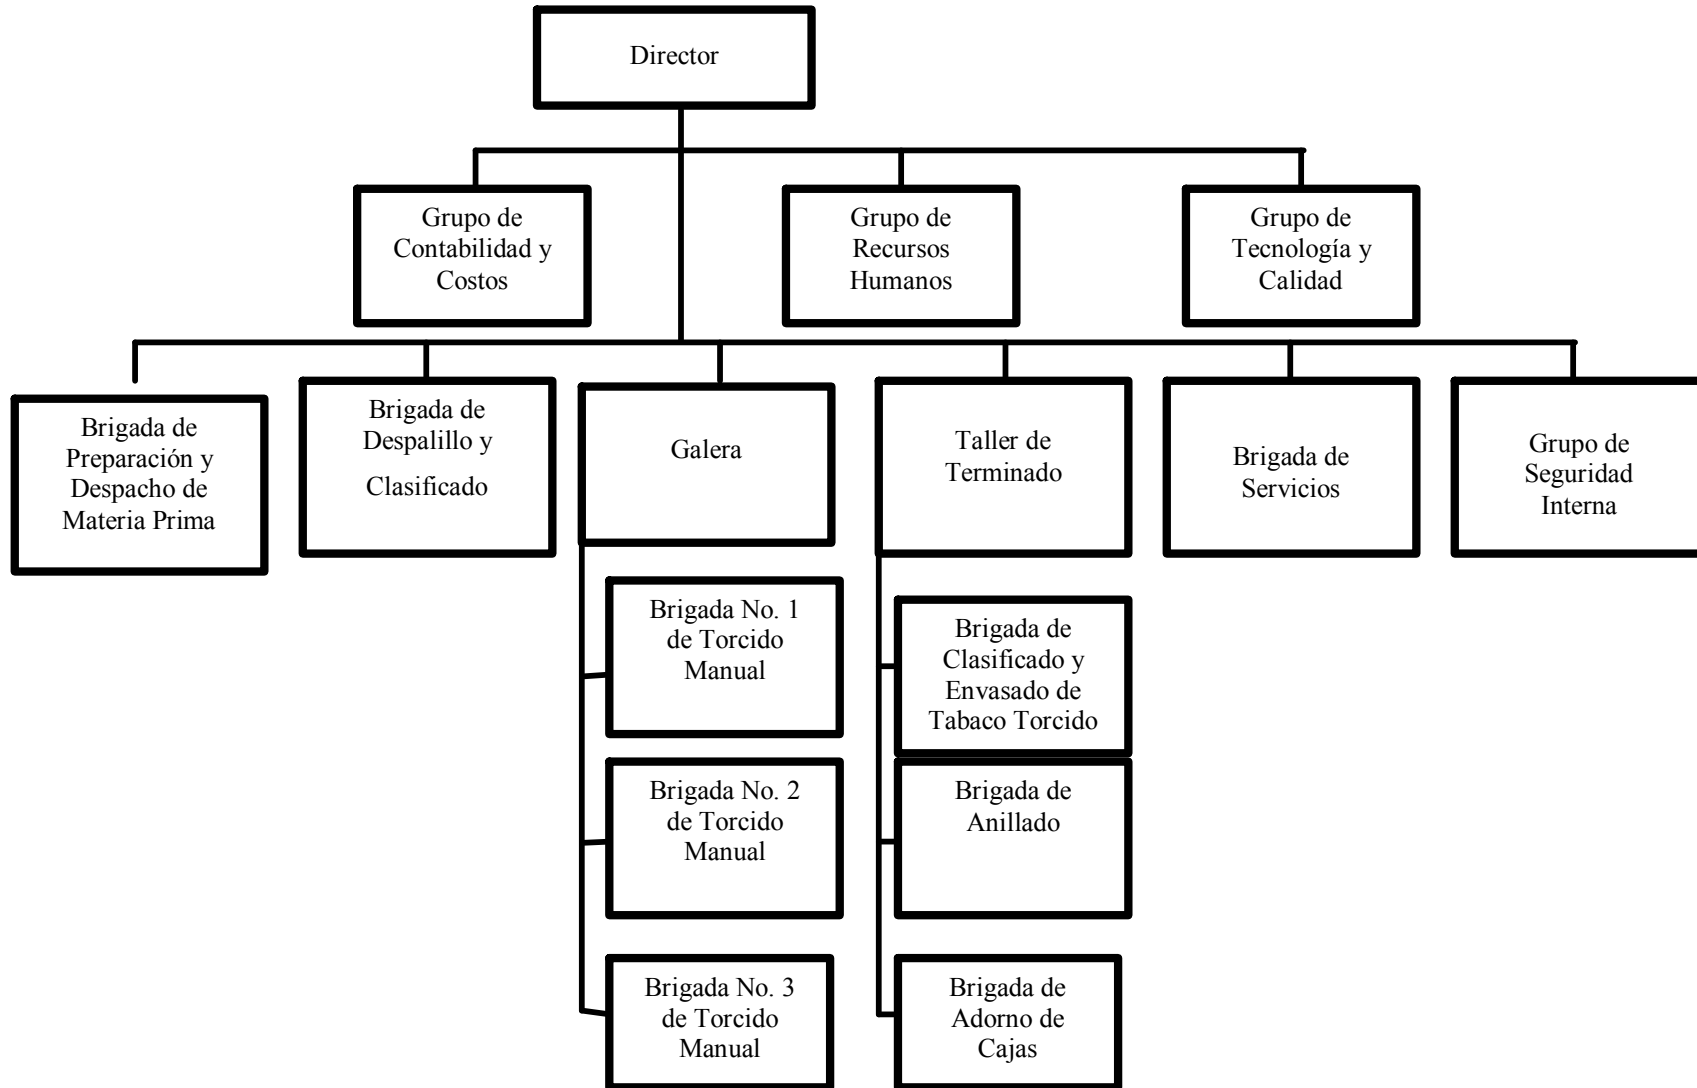 Director
Grupo de
Contabilidad y
Costos
Grupo de
Recursos
Humanos
Grupo de
Tecnología y
Calidad
Brigada de
Preparación y
Despacho de
Materia Prima
Brigada de
Despalillo y
Clasificado
Galera
Taller de
Terminado
Brigada de
Servicios
Grupo de
Seguridad
Interna
Brigada No. 1
de Torcido
Manual
Brigada No. 2
de Torcido
Manual
Brigada No. 3
de Torcido
Manual
Brigada de
Clasificado y
Envasado de
Tabaco Torcido
Brigada de
Anillado
Brigada de
Adorno de
Cajas